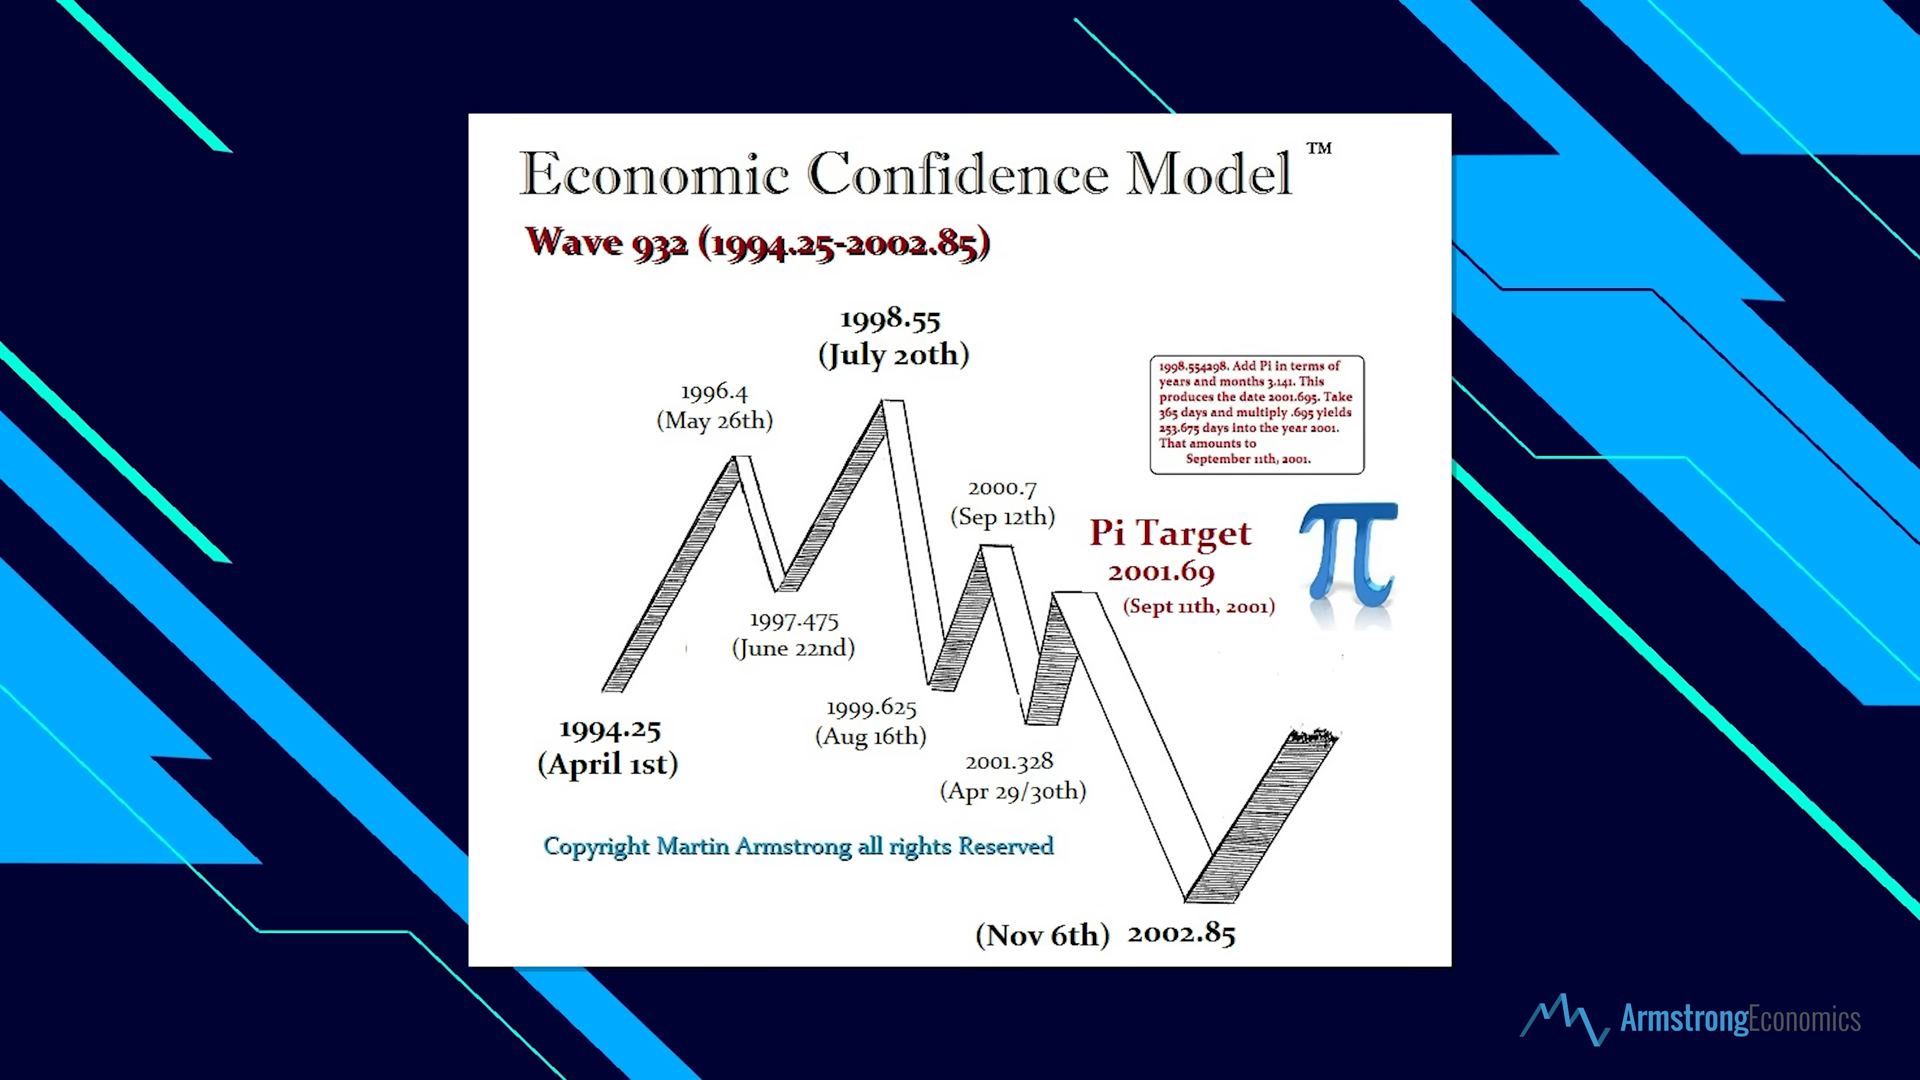 Economic Confidence Model ™
Wave 932 (1994.25-2002.85)
1998.55
(July 20th)
1996.4
(May 26th)
1998.554298. Add Pi in terms of
years and months 3.141. This
produces the date 2001.695. Take
365 days and multiply .695 yields
253.675 days into the year 2001.
That amounts to
September 11th, 2001.
2000.7
(Sep 12th)
Pi Target
2001.69
(Sept 11th, 2001)
π
1997.475
(June 22nd)
1999.625
(Aug 16th)
1994.25
(April 1st)
2001.328
(Apr 29/30th)
Copyright Martin Armstrong all rights Reserved
(Nov 6th) 2002.85
ArmstrongEconomics